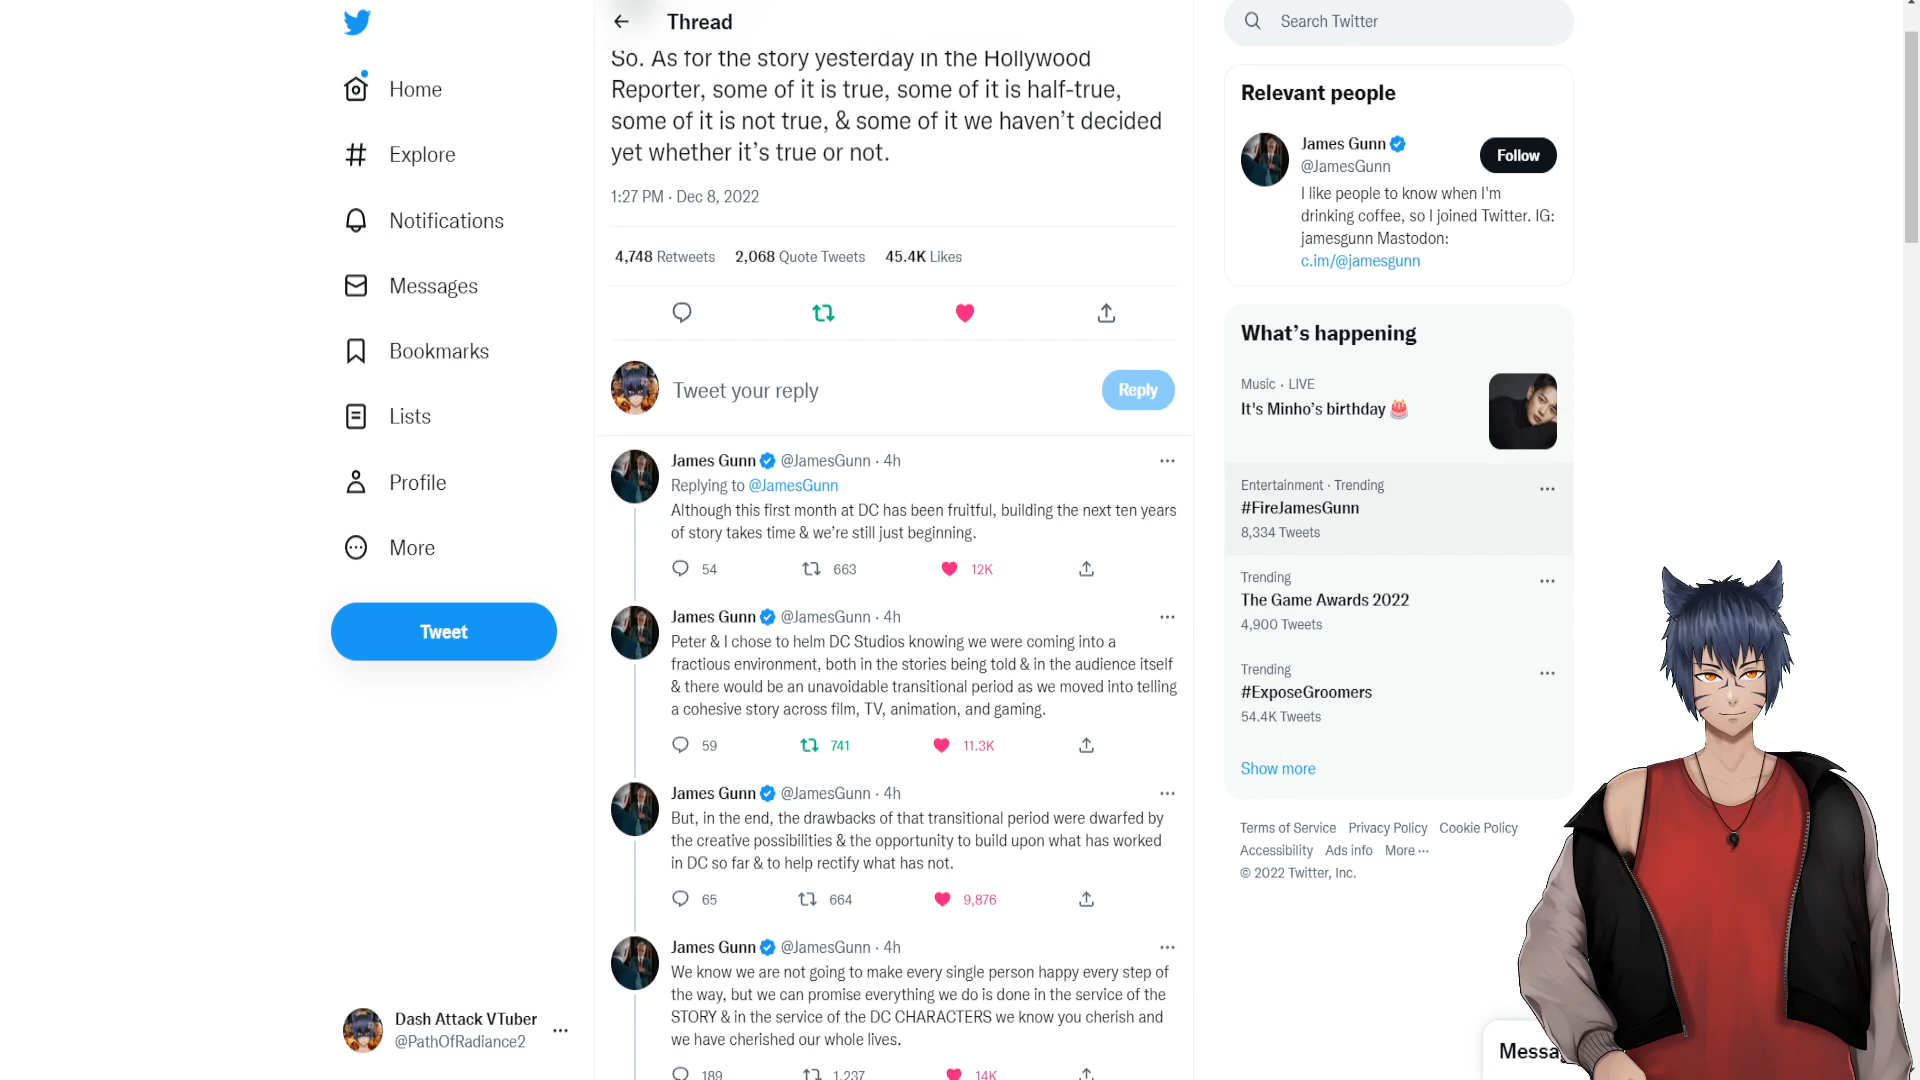 Home
Explore
Notifications
Messages
Bookmarks
Lists
Profile
More
Tweet
Dash Attack VTuber
@PathOfRadiance2
Thread
So. As for the story yesterday in the Hollywood
Reporter, some of it is true, some of it is half-true,
some of it is not true, & some of it we haven’t decided
yet whether it’s true or not.
1:27 PM · Dec 8, 2022
4,748 Retweets 2,068 Quote Tweets 45.4K Likes
Tweet your reply
Reply
James Gunn @JamesGunn · 4h
Replying to @JamesGunn
Although this first month at DC has been fruitful, building the next ten years
of story takes time & we’re still just beginning.
54 663 12K
James Gunn @JamesGunn · 4h
Peter & I chose to helm DC Studios knowing we were coming into a
fractious environment, both in the stories being told & in the audience itself
& there would be an unavoidable transitional period as we moved into telling
a cohesive story across film, TV, animation, and gaming.
59 741 11.3K
James Gunn @JamesGunn · 4h
But, in the end, the drawbacks of that transitional period were dwarfed by
the creative possibilities & the opportunity to build upon what has worked
in DC so far & to help rectify what has not.
65 664 9,876
James Gunn @JamesGunn · 4h
We know we are not going to make every single person happy every step of
the way, but we can promise everything we do is done in the service of the
STORY & in the service of the DC CHARACTERS we know you cherish and
we have cherished our whole lives.
189 1,237 14K
Search Twitter
Relevant people
James Gunn
@JamesGunn
Follow
I like people to know when I'm
drinking coffee, so I joined Twitter. IG:
jamesgunn Mastodon:
c.im/@jamesgunn
What’s happening
Music · LIVE
It's Minho’s birthday 🎂
Entertainment · Trending
#FireJamesGunn
8,334 Tweets
Trending
The Game Awards 2022
4,900 Tweets
Trending
#ExposeGroomers
54.4K Tweets
Show more
Terms of Service Privacy Policy Cookie Policy
Accessibility Ads info More ···
© 2022 Twitter, Inc.